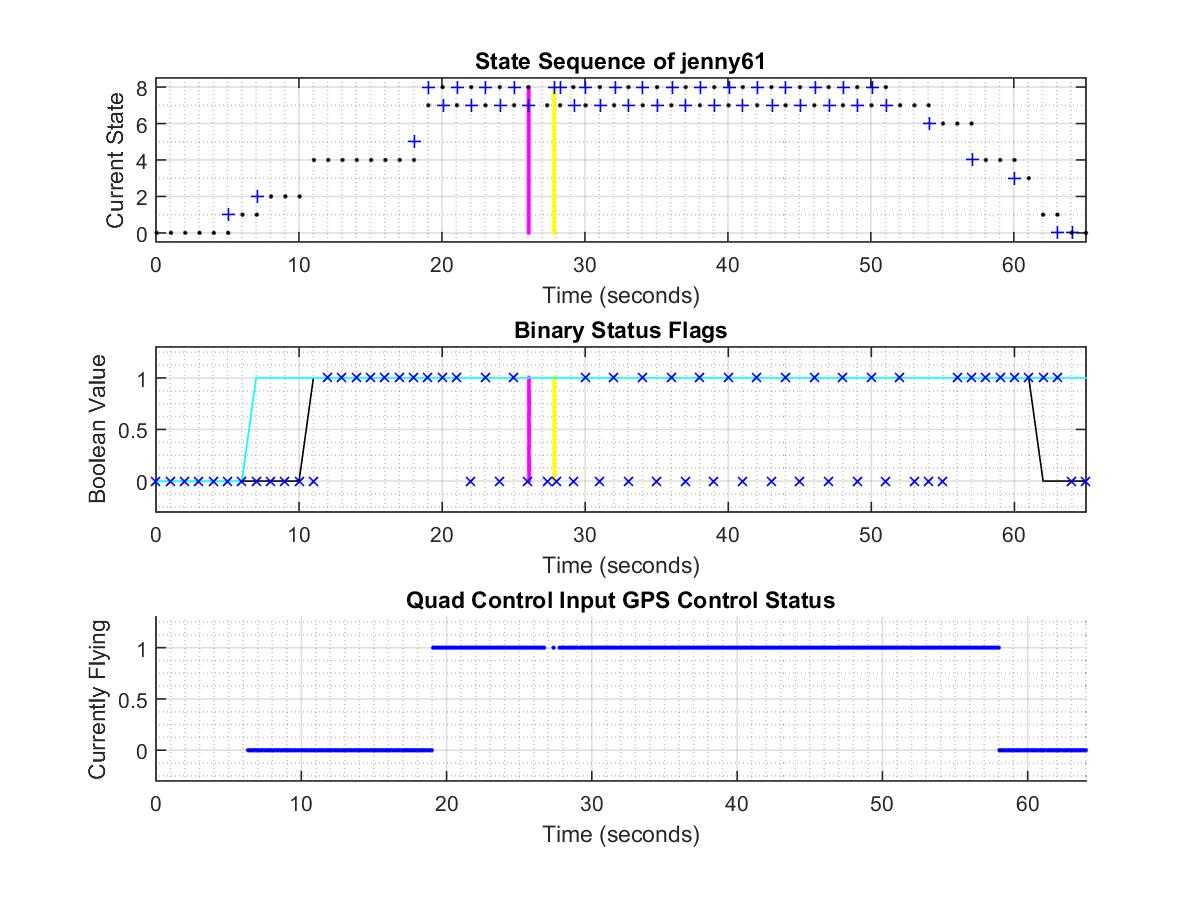 State Sequence of jenny61
Current State
8
6
4
2
0
0 10 20 30 40 50 60
Time (seconds)
Binary Status Flags
Boolean Value
1
0.5
0
0 10 20 30 40 50 60
Time (seconds)
Quad Control Input GPS Control Status
Currently Flying
1
0.5
0
0 10 20 30 40 50 60
Time (seconds)